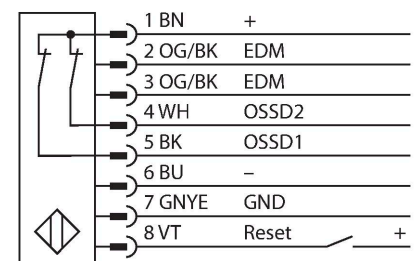 1 BN +
2 OG/BK EDM
3 OG/BK EDM
4 WH OSSD2
5 BK OSSD1
6 BU –
7 GNYE GND
8 VT Reset +